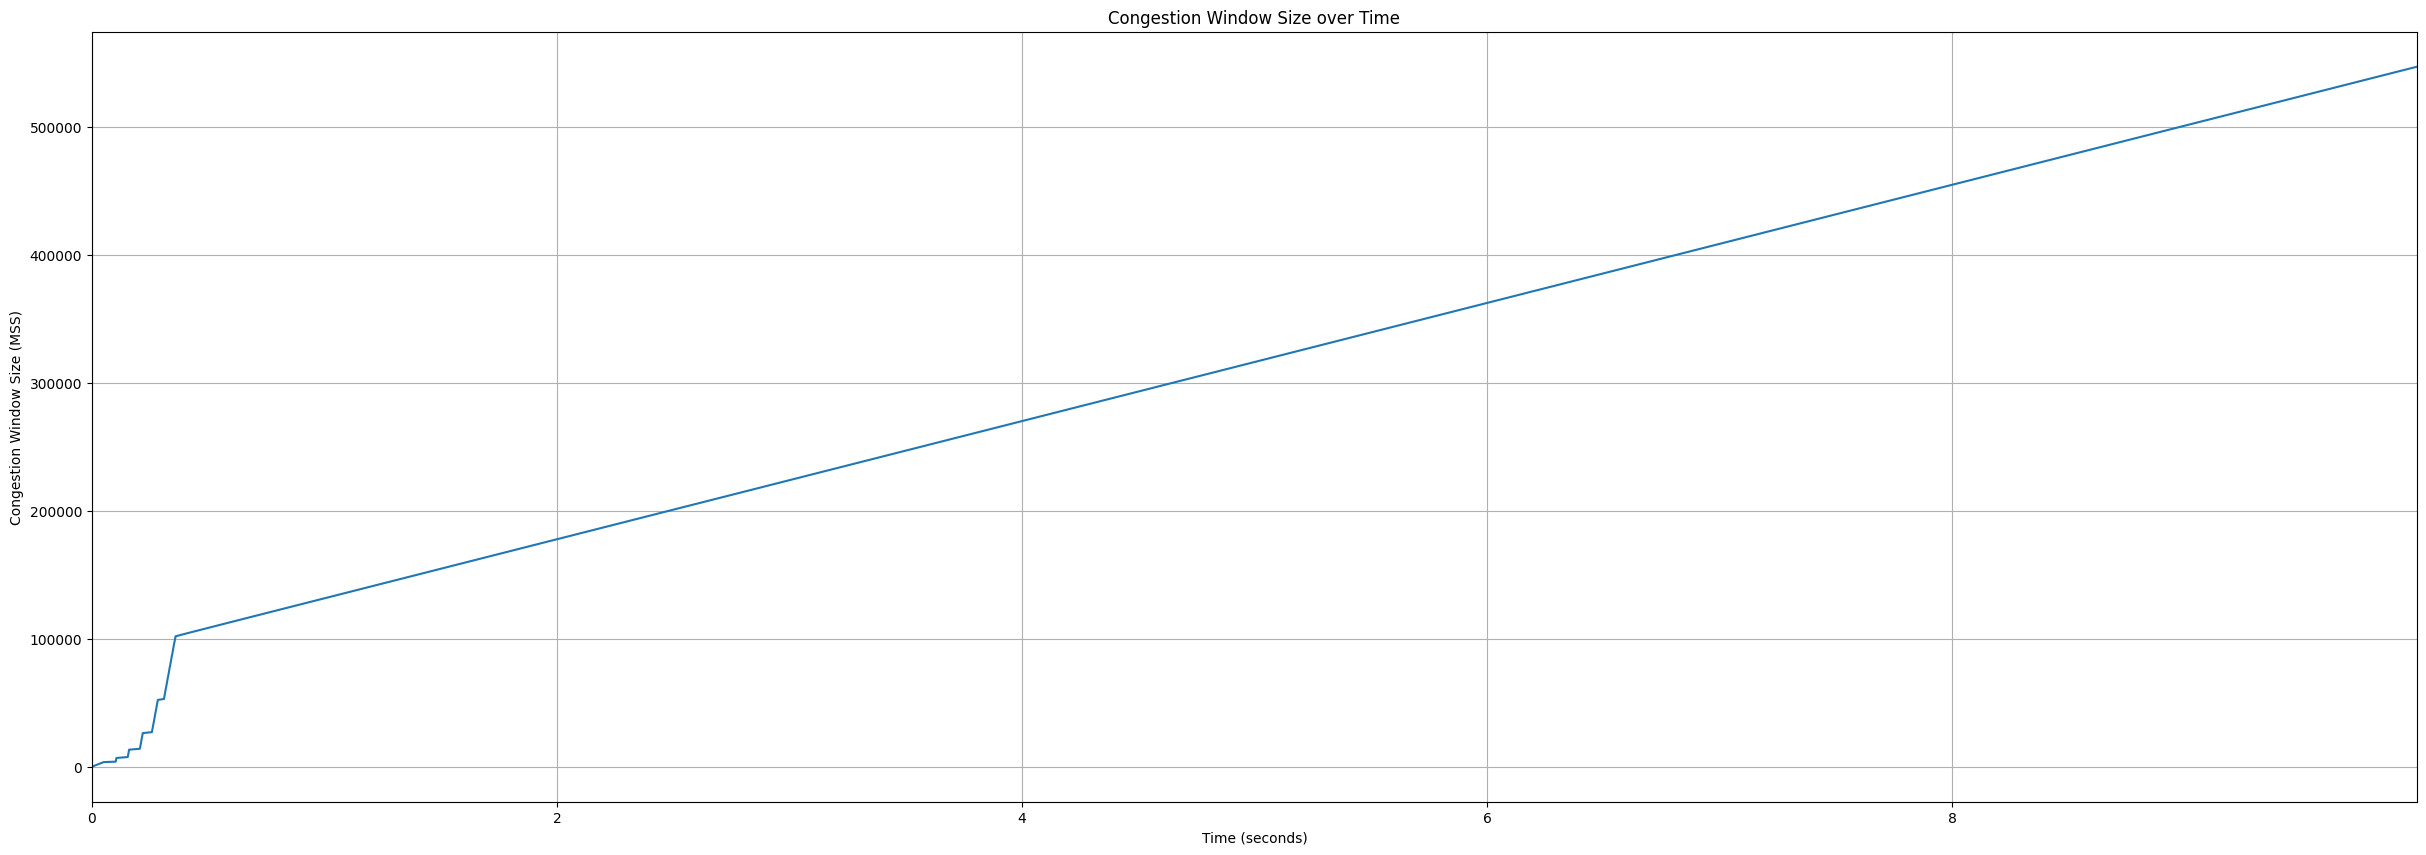 Congestion Window Size over Time
Congestion Window Size (MSS)
500000
400000
300000
200000
100000
0
0 2 4 6 8
Time (seconds)